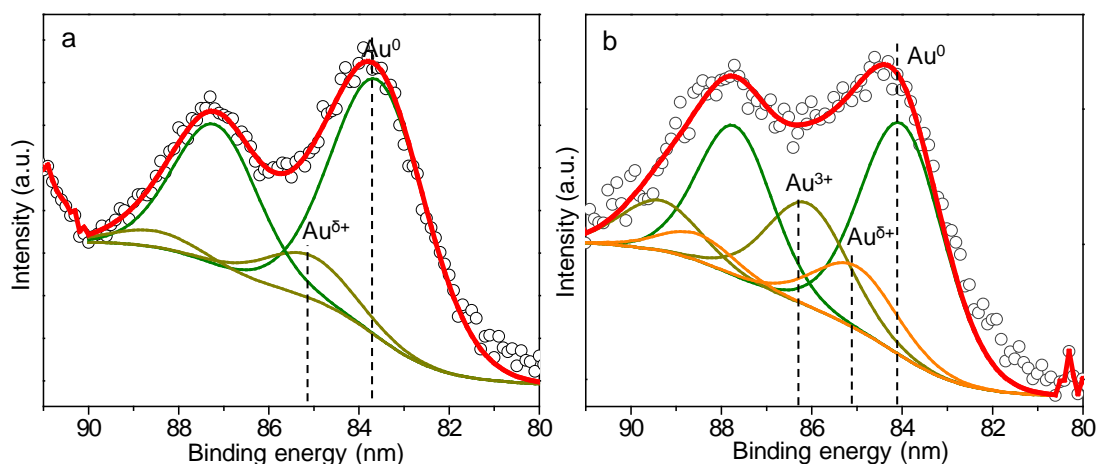 a
Au⁰
Auᵟ⁺
Intensity (a.u.)
90 88 86 84 82 80
Binding energy (nm)
b
Au⁰
Au³⁺
Auᵟ⁺
Intensity (a.u.)
90 88 86 84 82 80
Binding energy (nm)